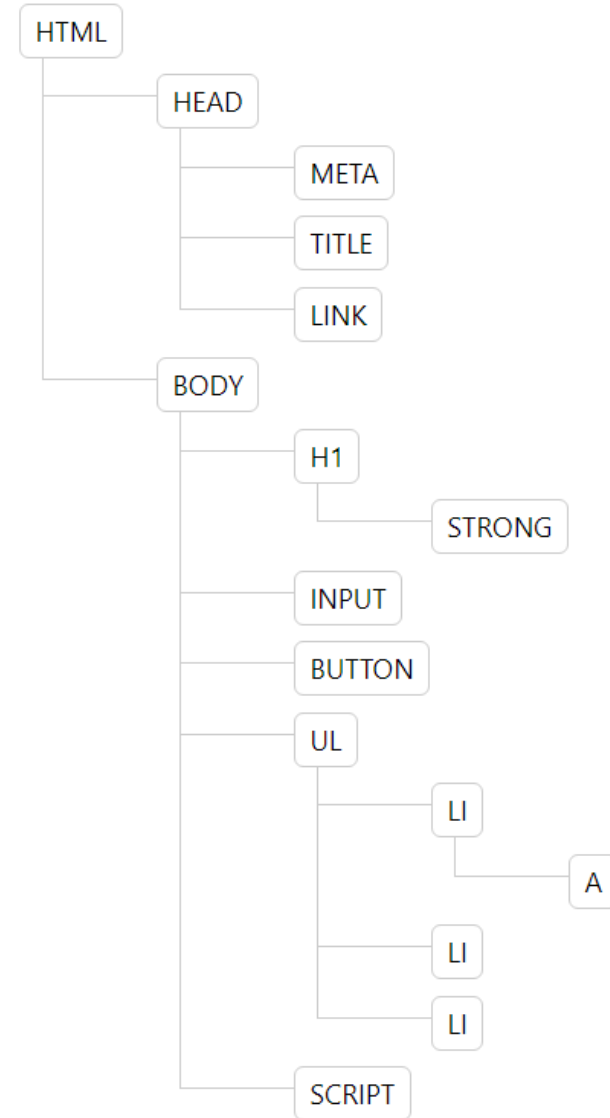 HTML
HEAD
META
TITLE
LINK
BODY
H1
STRONG
INPUT
BUTTON
UL
LI
A
LI
LI
SCRIPT